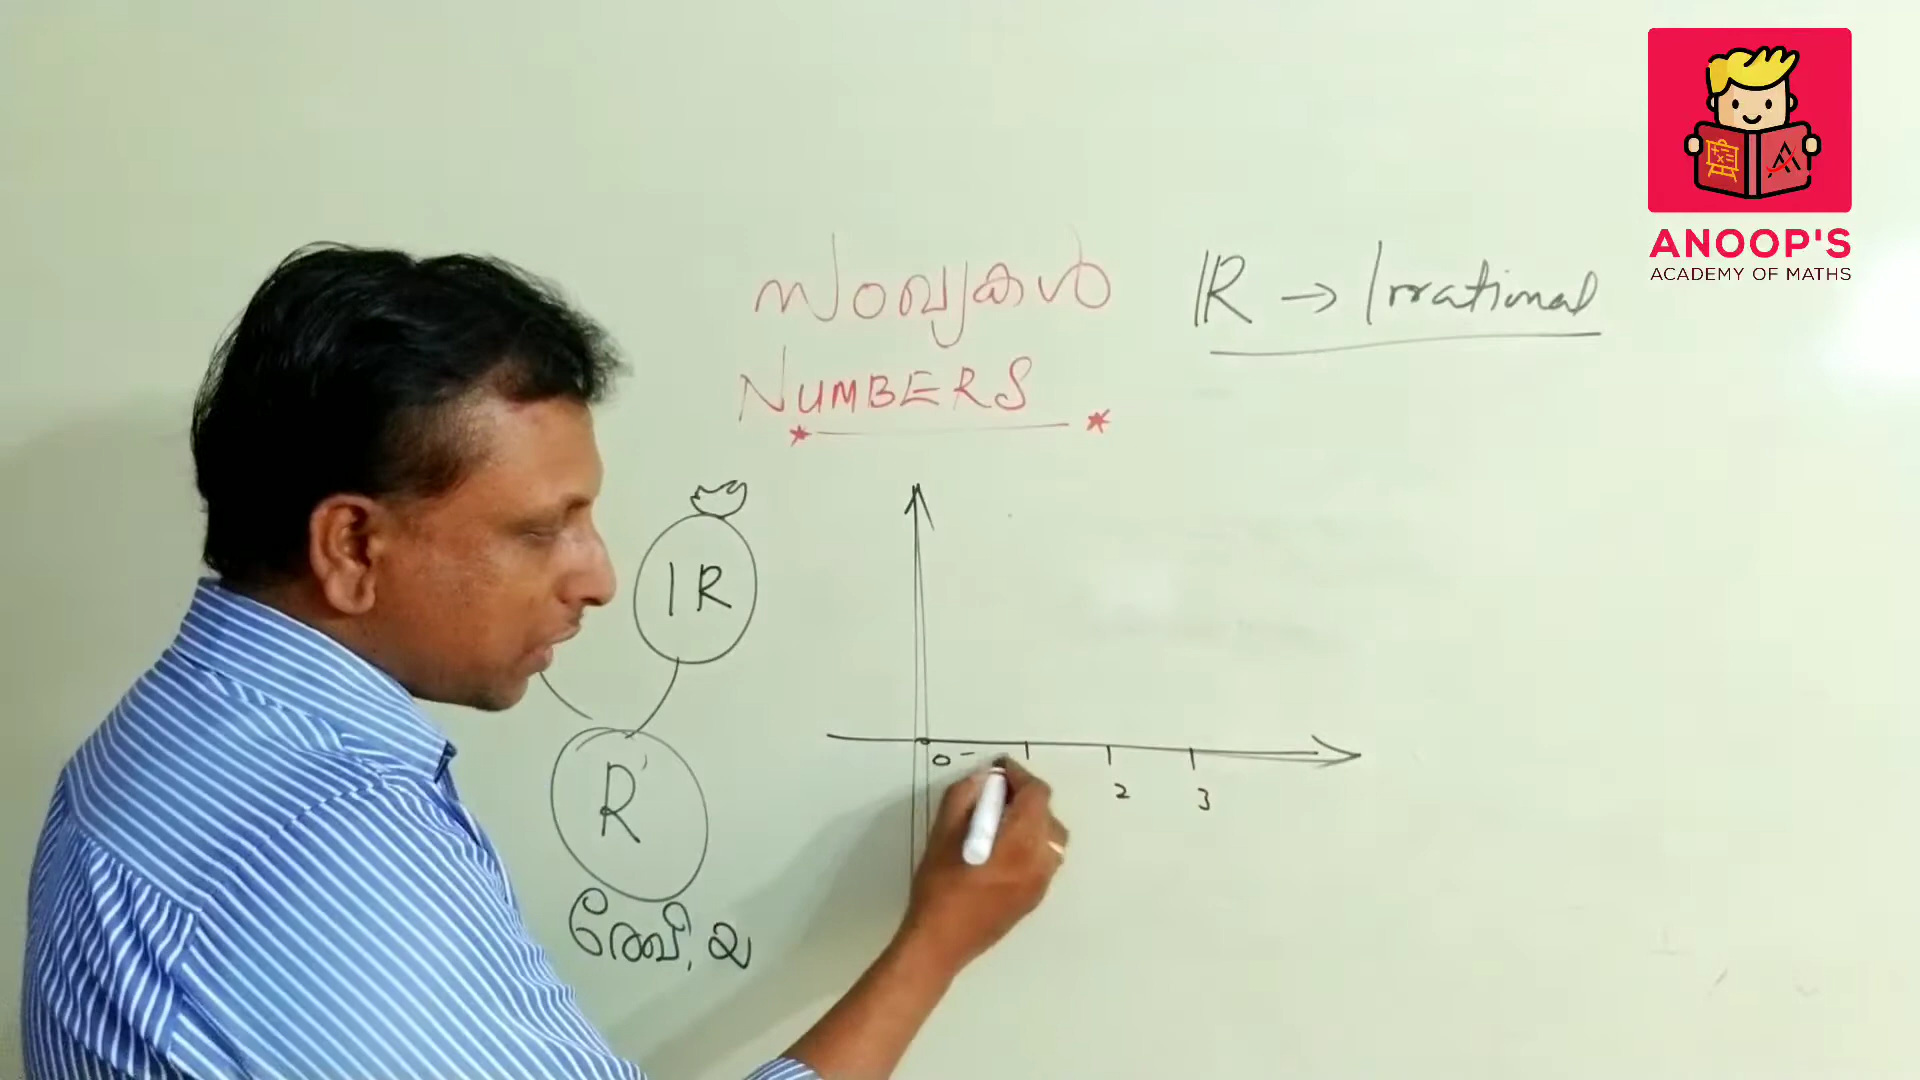 സംഖ്യകൾ
NUMBERS
IR → Irrational
ANOOP'S
ACADEMY OF MATHS
IR
R
0 -
2 3